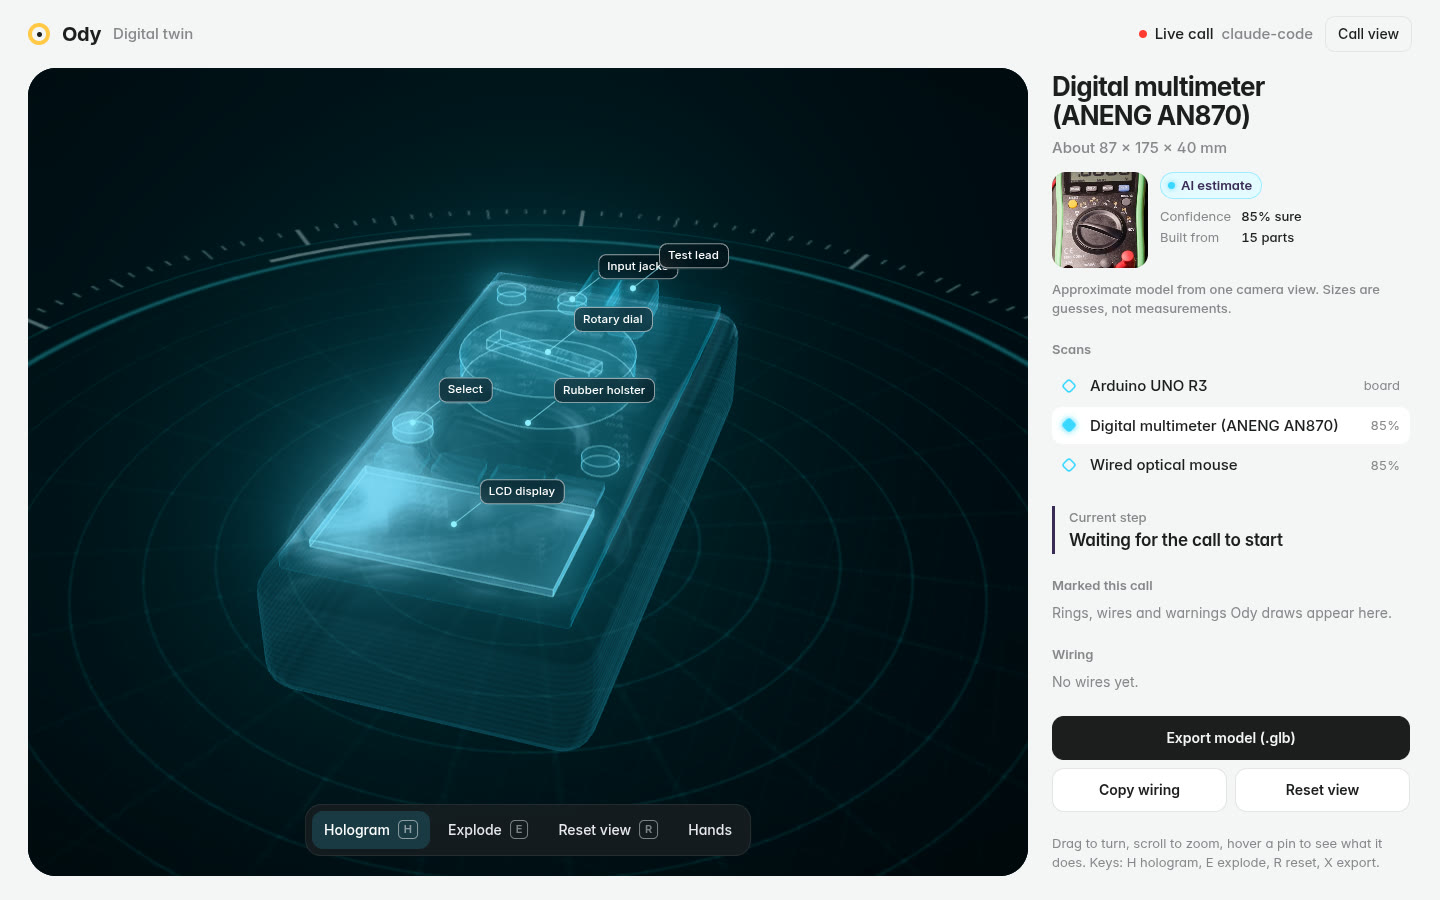 Ody Digital twin
Live call claude-code Call view
Digital multimeter
(ANENG AN870)
About 87 × 175 × 40 mm
AI estimate
Confidence 85% sure
Built from 15 parts
Approximate model from one camera view. Sizes are
guesses, not measurements.
Scans
Arduino UNO R3 board
Digital multimeter (ANENG AN870) 85%
Wired optical mouse 85%
Current step
Waiting for the call to start
Marked this call
Rings, wires and warnings Ody draws appear here.
Wiring
No wires yet.
Export model (.glb)
Copy wiring Reset view
Drag to turn, scroll to zoom, hover a pin to see what it
does. Keys: H hologram, E explode, R reset, X export.
Test lead
Input jacks
Rotary dial
Select
Rubber holster
LCD display
Hologram H Explode E Reset view R Hands